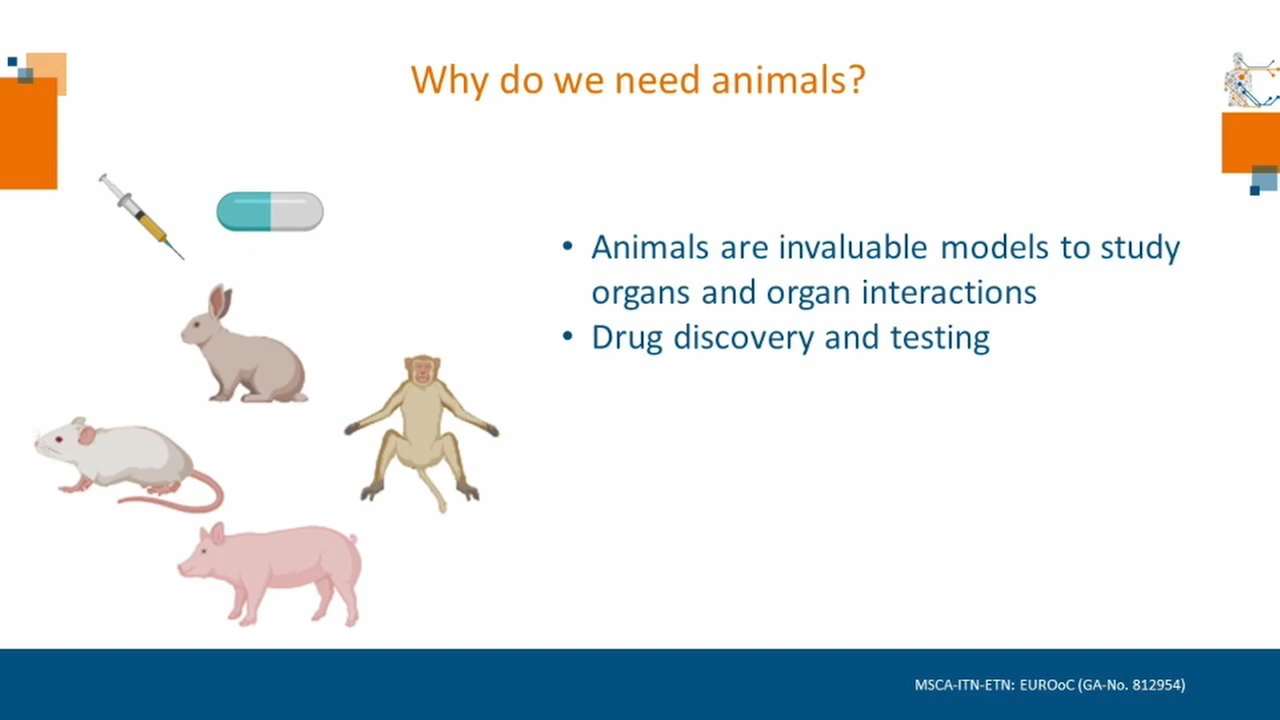 Why do we need animals?
• Animals are invaluable models to study
organs and organ interactions
• Drug discovery and testing
MSCA-ITN-ETN: EUROoC (GA-No. 812954)